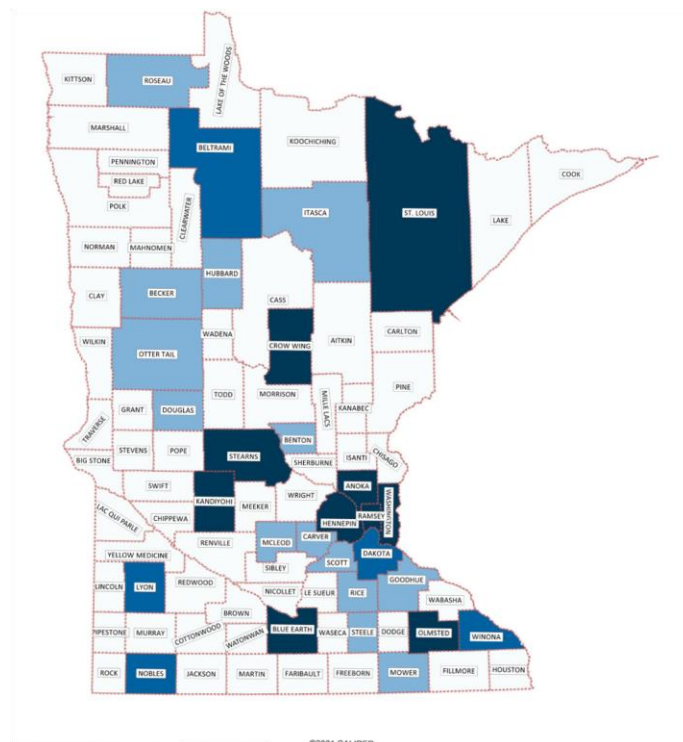 KITTSON
ROSEAU
LAKE OF THE WOODS
MARSHALL
BELTRAMI
KOOCHICHING
PENNINGTON
RED LAKE
POLK
CLEARWATER
ITASCA
ST. LOUIS
LAKE
COOK
NORMAN
MAHNOMEN
HUBBARD
CLAY
BECKER
CASS
WADENA
CROW WING
AITKIN
CARLTON
WILKIN
OTTER TAIL
PINE
GRANT
DOUGLAS
TODD
MORRISON
MILLE LACS
KANABEC
TRAVERSE
BENTON
STEVENS
POPE
STEARNS
ISANTI
CHISAGO
BIG STONE
SHERBURNE
SWIFT
KANDIYOHI
ANOKA
WASHINGTON
MEEKER
WRIGHT
LAC QUI PARLE
CHIPPEWA
HENNEPIN
RAMSEY
RENVILLE
MCLEOD
CARVER
YELLOW MEDICINE
SCOTT
DAKOTA
SIBLEY
LINCOLN
LYON
REDWOOD
NICOLLET
LE SUEUR
RICE
GOODHUE
WABASHA
BROWN
PIPESTONE
MURRAY
COTTONWOOD
WATONWAN
BLUE EARTH
WASECA
STEELE
DODGE
OLMSTED
WINONA
ROCK
NOBLES
JACKSON
MARTIN
FARIBAULT
FREEBORN
MOWER
FILLMORE
HOUSTON